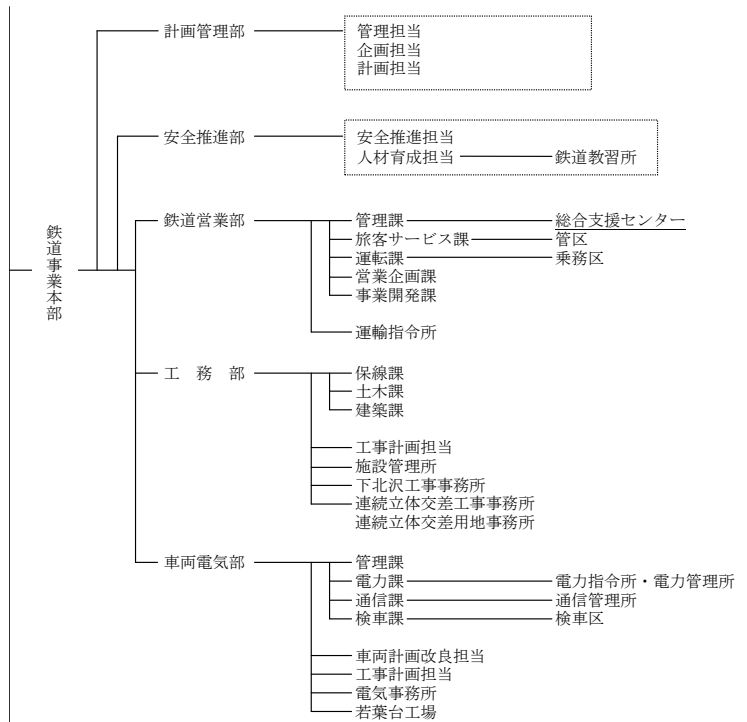 鉄道事業本部
計画管理部
管理担当
企画担当
計画担当
安全推進部
安全推進担当
人材育成担当 鉄道教習所
鉄道営業部
管理課 総合支援センター
旅客サービス課 管区
運転課 乗務区
営業企画課
事業開発課
運輸指令所
工 務 部
保線課
土木課
建築課
工事計画担当
施設管理所
下北沢工事事務所
連続立体交差工事事務所
連続立体交差用地事務所
車両電気部
管理課
電力課 電力指令所・電力管理所
通信課 通信管理所
検車課 検車区
車両計画改良担当
工事計画担当
電気事務所
若葉台工場